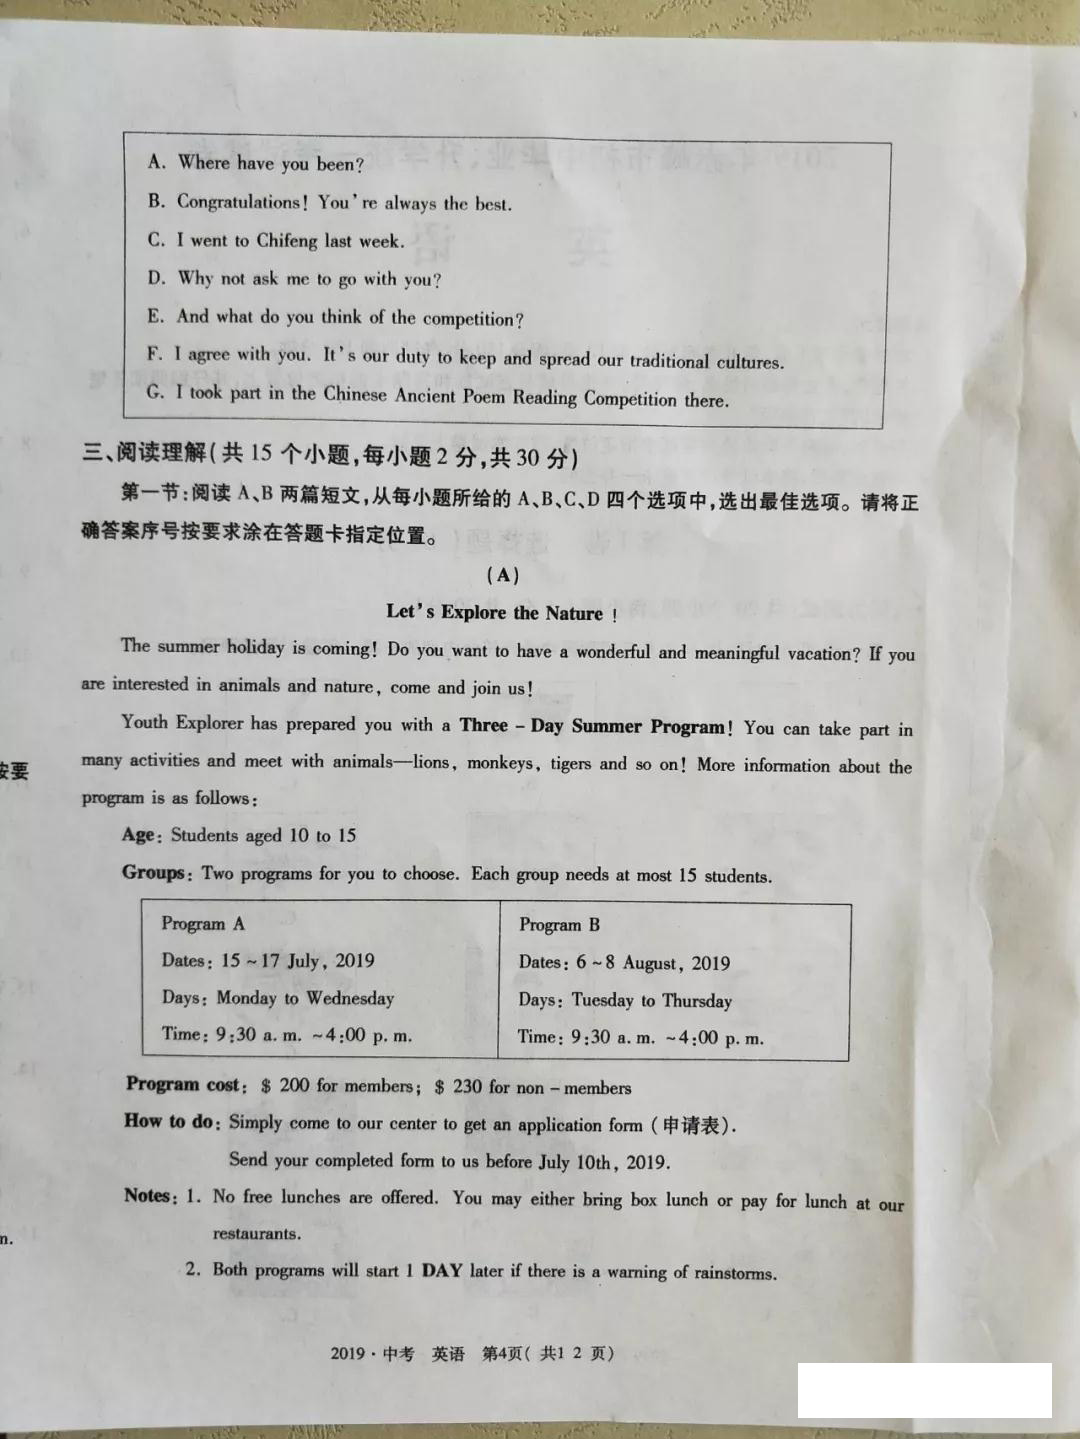 A. Where have you been?
B. Congratulations! You're always the best.
C. I went to Chifeng last week.
D. Why not ask me to go with you?
E. And what do you think of the competition?
F. I agree with you. It's our duty to keep and spread our traditional cultures.
G. I took part in the Chinese Ancient Poem Reading Competition there.
三、阅读理解(共 15 个小题,每小题 2 分,共 30 分)
第一节:阅读 A、B 两篇短文,从每小题所给的 A、B、C、D 四个选项中,选出最佳选项。请将正
确答案序号按要求涂在答题卡指定位置。
(A)
Let's Explore the Nature!
The summer holiday is coming! Do you want to have a wonderful and meaningful vacation? If you
are interested in animals and nature, come and join us!
Youth Explorer has prepared you with a Three - Day Summer Program! You can take part in
many activities and meet with animals—lions, monkeys, tigers and so on! More information about the
program is as follows:
Age: Students aged 10 to 15
Groups: Two programs for you to choose. Each group needs at most 15 students.
Program A
Dates: 15 ~ 17 July, 2019
Days: Monday to Wednesday
Time: 9:30 a.m. ~4:00 p.m.
Program B
Dates: 6 ~8 August, 2019
Days: Tuesday to Thursday
Time: 9:30 a.m. ~4:00 p.m.
Program cost: $ 200 for members; $ 230 for non - members
How to do: Simply come to our center to get an application form (申请表).
Send your completed form to us before July 10th, 2019.
Notes: 1. No free lunches are offered. You may either bring box lunch or pay for lunch at our
restaurants.
2. Both programs will start 1 DAY later if there is a warning of rainstorms.
2019·中考 英语 第4页( 共1 2 页)
按要
n.